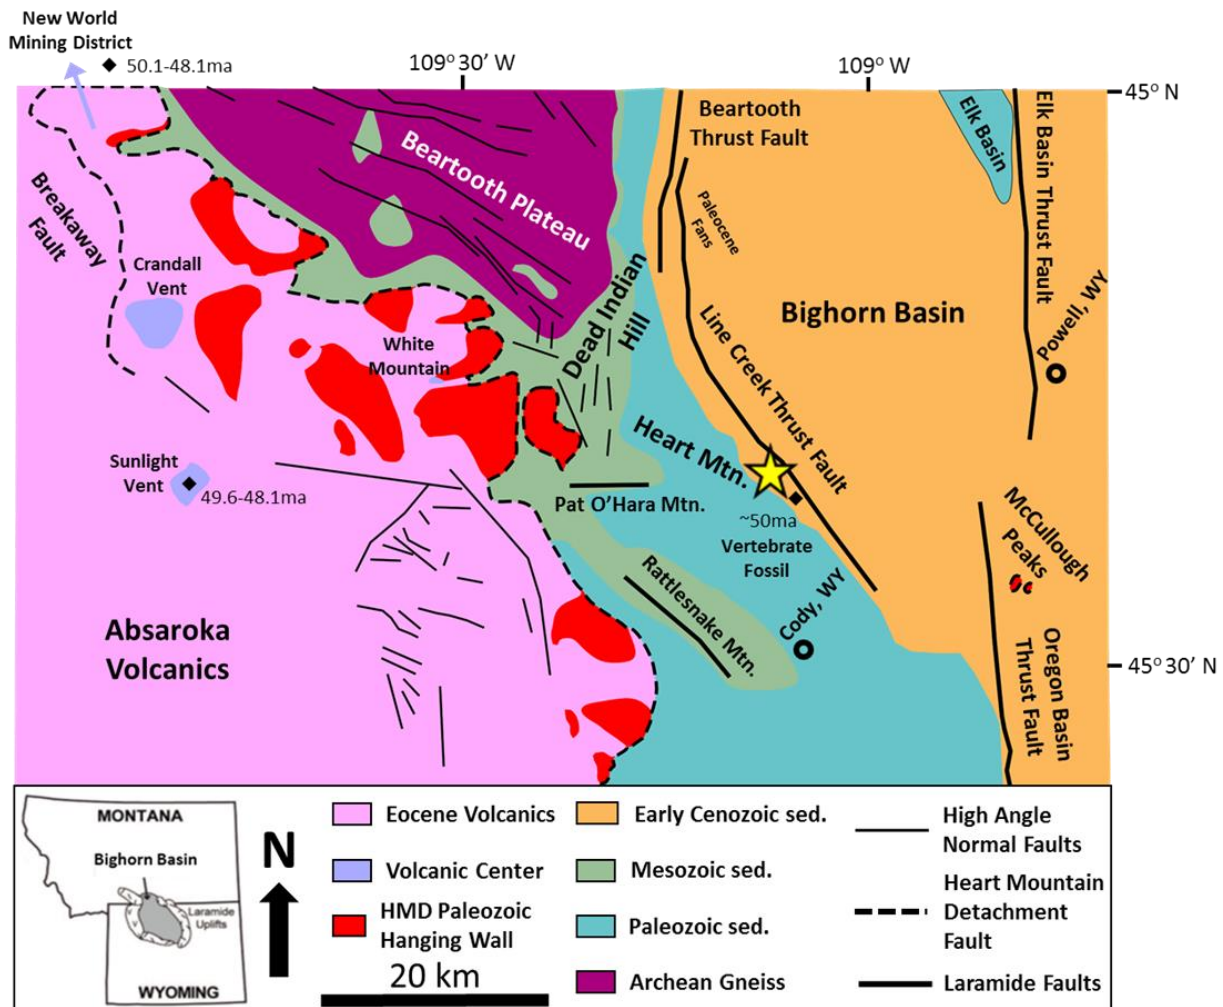 New World
Mining District
50.1-48.1ma
109° 30' W
109° W
45° N
Breakaway
Fault
Beartooth Plateau
Beartooth
Thrust Fault
Elk Basin
Elk Basin Thrust Fault
Paleocene
Fans
Crandall
Vent
Dead Indian
Hill
Bighorn Basin
Powell, WY
White
Mountain
Line Creek Thrust Fault
Heart Mtn.
Sunlight
Vent
49.6-48.1ma
Pat O'Hara Mtn.
~50ma
Vertebrate
Fossil
McCullough
Peaks
Rattlesnake Mtn.
Cody, WY
Absaroka
Volcanics
Oregon Basin
Thrust Fault
45° 30' N
MONTANA
Bighorn Basin
Laramide
Uplifts
WYOMING
N
Eocene Volcanics
Volcanic Center
HMD Paleozoic
Hanging Wall
20 km
Early Cenozoic sed.
Mesozoic sed.
Paleozoic sed.
Archean Gneiss
High Angle
Normal Faults
Heart Mountain
Detachment
Fault
Laramide Faults